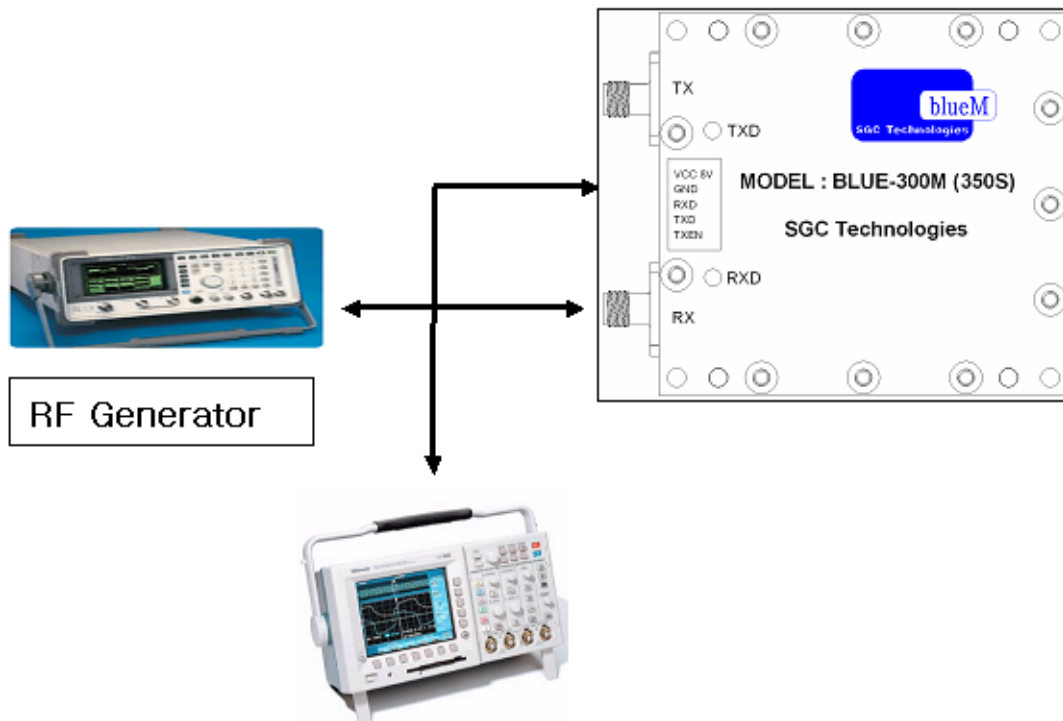 TX
blueM
SGC Technologies
TXD
VCC 8V
GND
RXD
TXD
TXEN
MODEL : BLUE-300M (350S)
SGC Technologies
RXD
RX
RF Generator